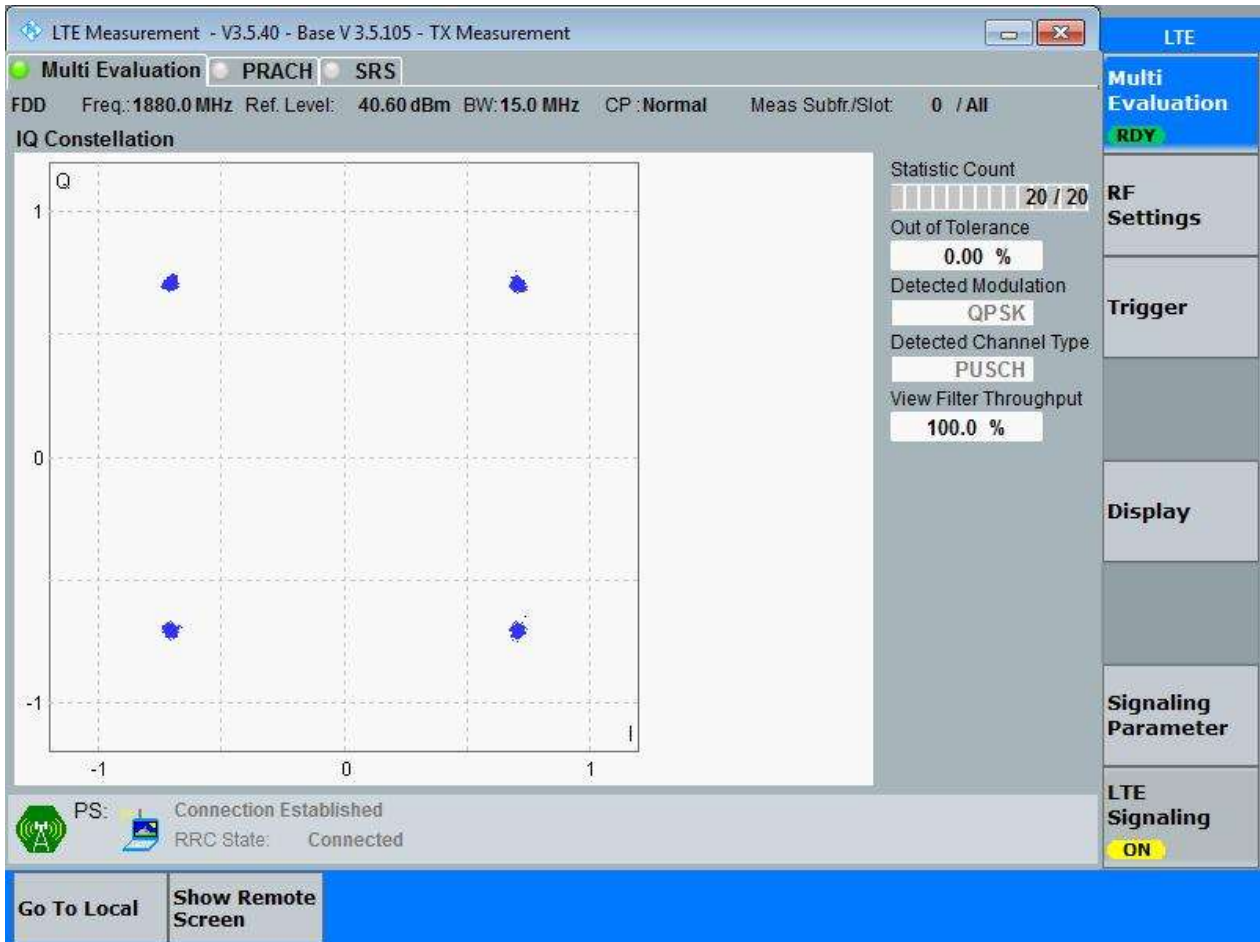 LTE Measurement - V3.5.40 - Base V 3.5.105 - TX Measurement
LTE
Multi Evaluation PRACH SRS
Multi
Evaluation
RDY
FDD Freq.: 1880.0 MHz Ref. Level: 40.60 dBm BW: 15.0 MHz CP : Normal Meas Subfr./Slot: 0 / All
IQ Constellation
Q
1
0
-1
I
-1 0 1
Statistic Count
20 / 20
Out of Tolerance
0.00 %
Detected Modulation
QPSK
Detected Channel Type
PUSCH
View Filter Throughput
100.0 %
RF
Settings
Trigger
Display
Signaling
Parameter
LTE
Signaling
ON
PS: Connection Established
RRC State: Connected
Go To Local
Show Remote
Screen